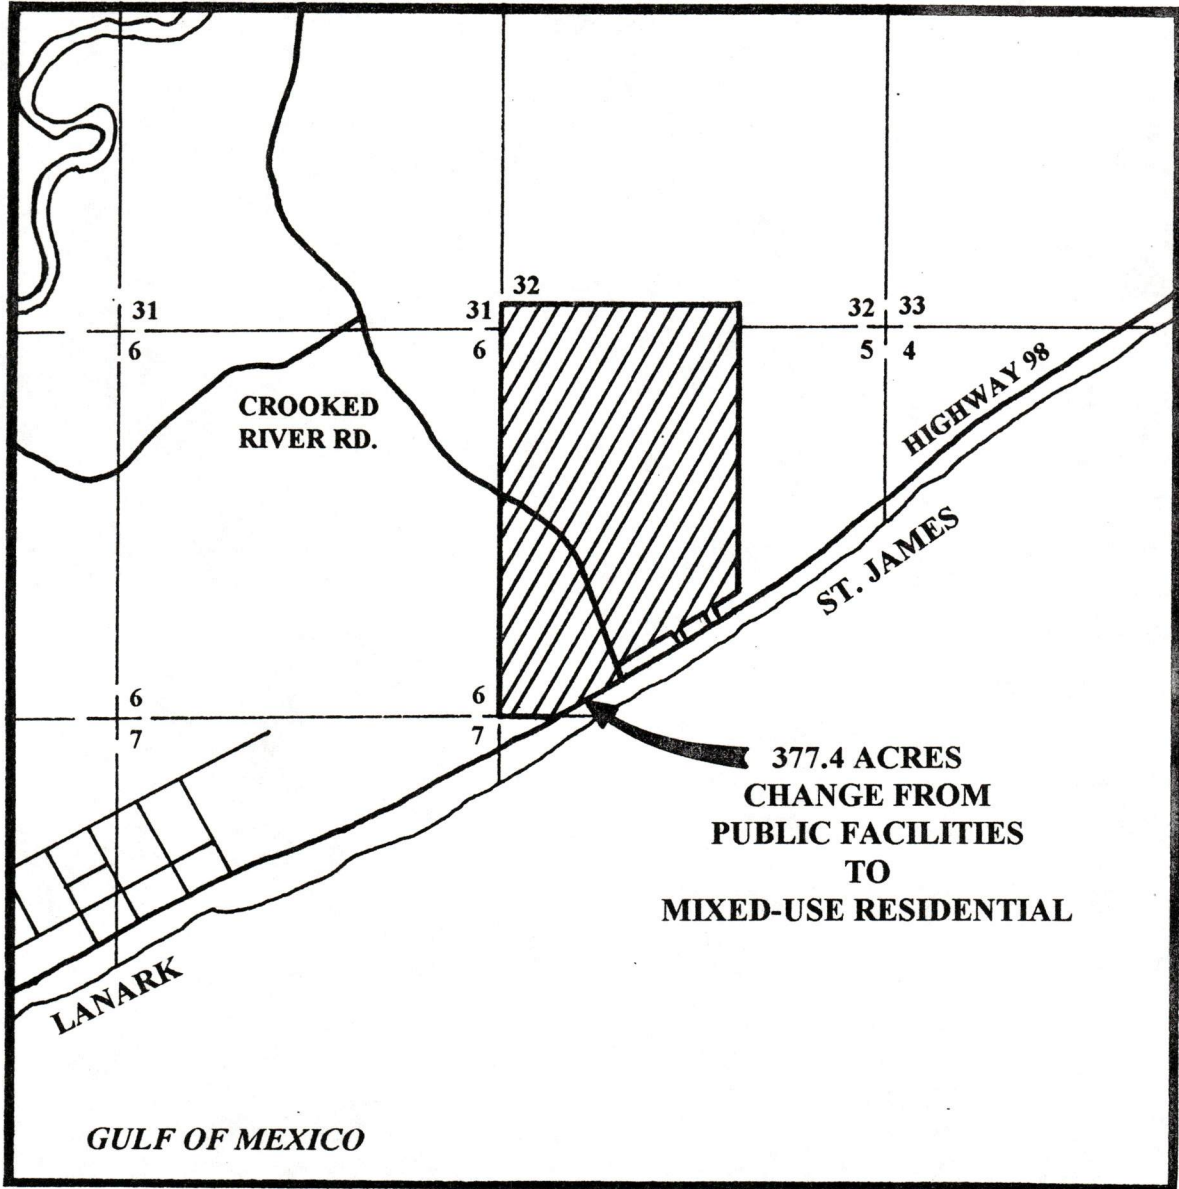 32
31
31
32 33
6
6
5 4
CROOKED
RIVER RD.
HIGHWAY 98
ST. JAMES
6
6
7
7
377.4 ACRES
CHANGE FROM
PUBLIC FACILITIES
TO
MIXED-USE RESIDENTIAL
LANARK
GULF OF MEXICO